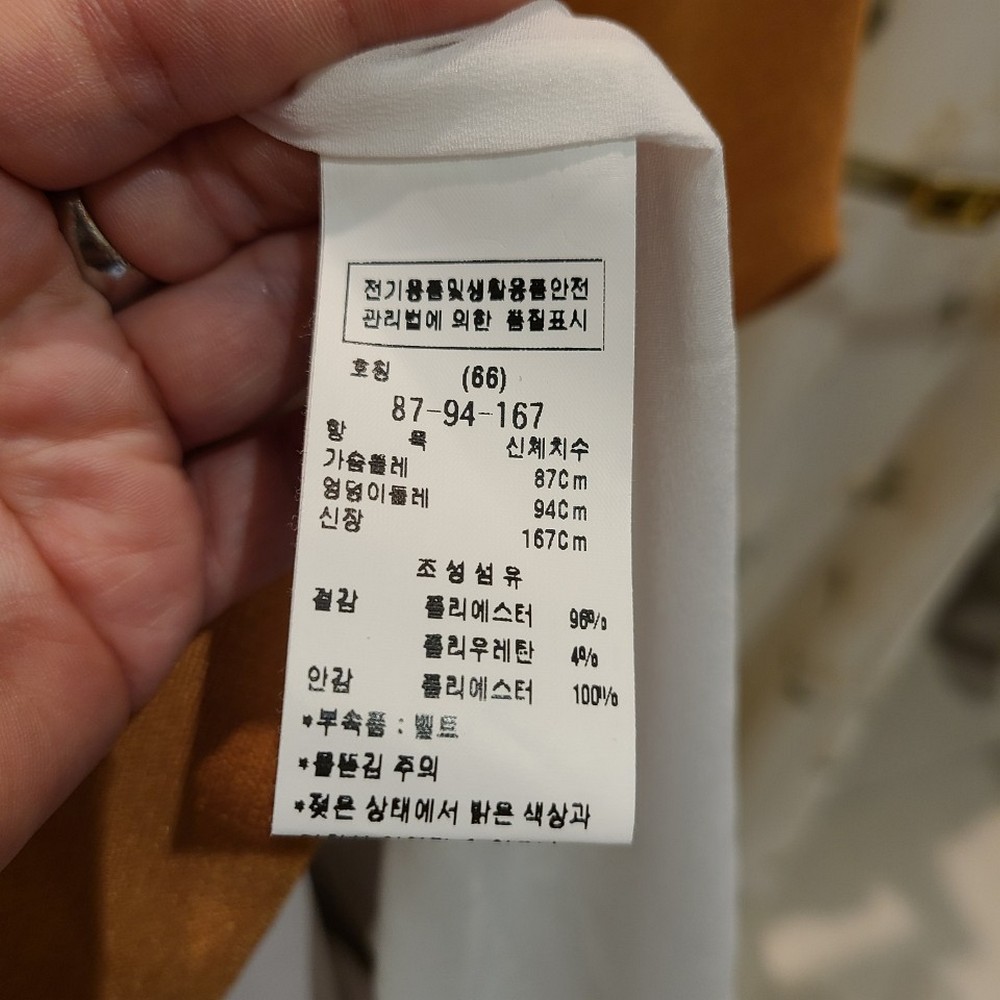 전기용품및생활용품안전
관리법에 의한 품질표시
호칭 (66)
87-94-167
항 목 신체치수
가슴둘레 87Cm
엉덩이둘레 94Cm
신장 167Cm
조성섬유
겉감 폴리에스터 96%
폴리우레탄 4%
안감 폴리에스터 100%
*부속품 : 벨트
*올뜯김 주의
*젖은 상태에서 밝은 색상과